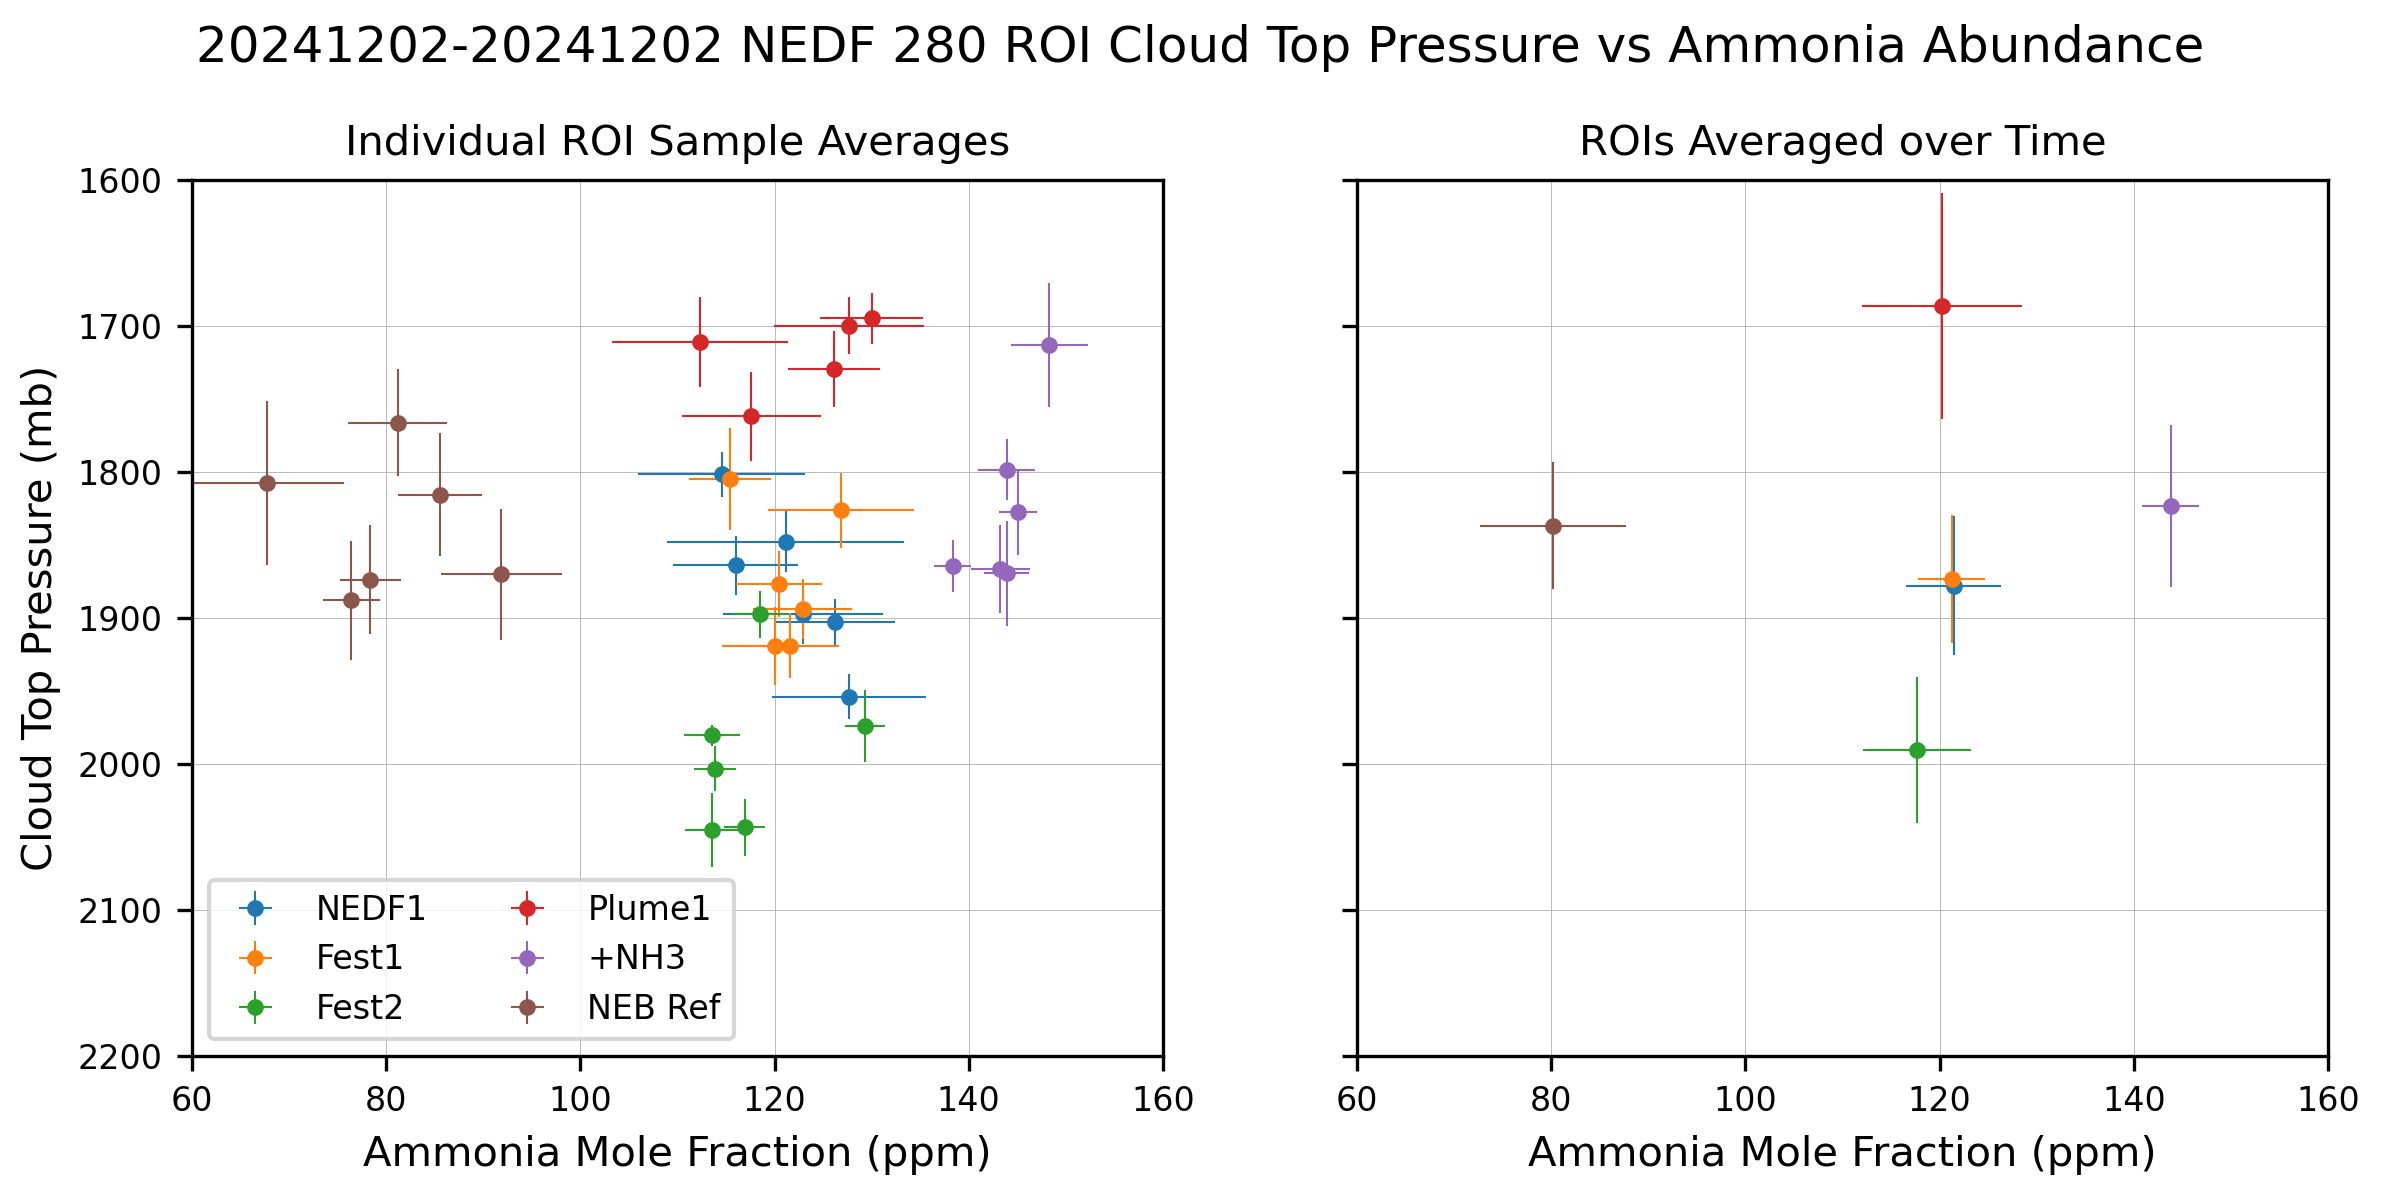 20241202-20241202 NEDF 280 ROI Cloud Top Pressure vs Ammonia Abundance
Individual ROI Sample Averages
Cloud Top Pressure (mb)
1600
1700
1800
1900
2000
2100
2200
NEDF1
Fest1
Fest2
Plume1
+NH3
NEB Ref
60 80 100 120 140 160
Ammonia Mole Fraction (ppm)
ROIs Averaged over Time
60 80 100 120 140 160
Ammonia Mole Fraction (ppm)